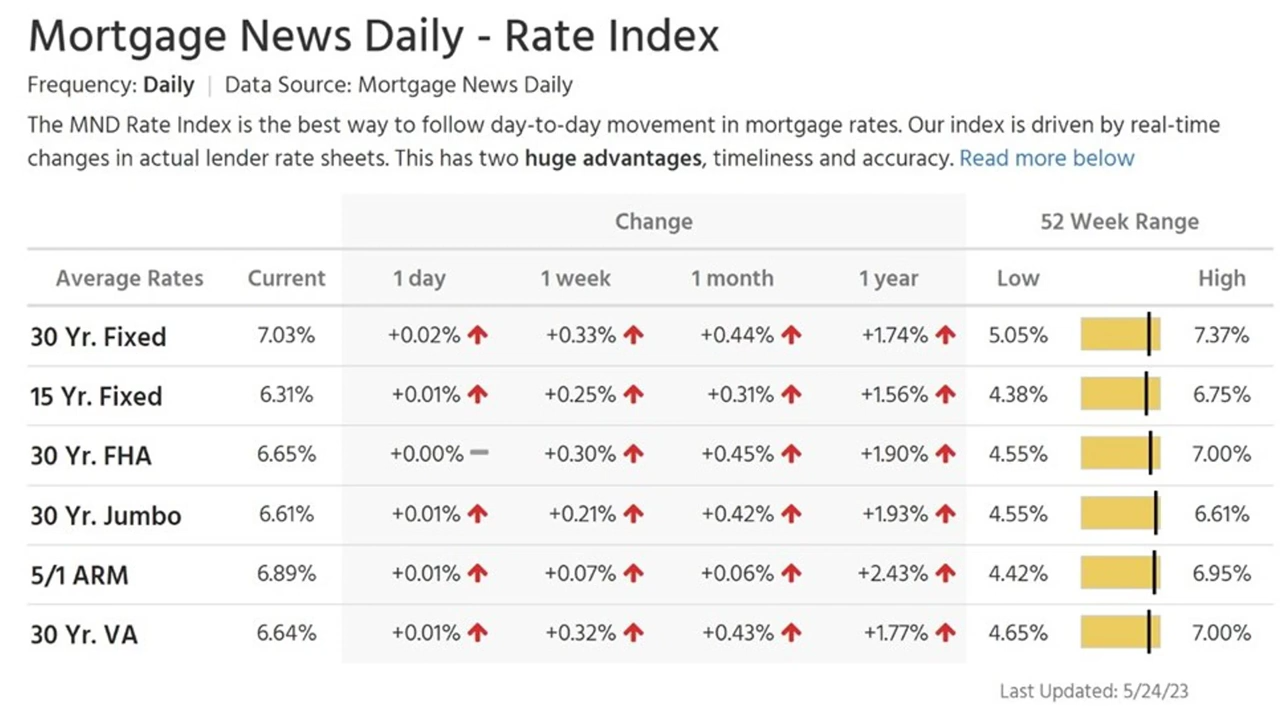 Mortgage News Daily - Rate Index
Frequency: Daily | Data Source: Mortgage News Daily
The MND Rate Index is the best way to follow day-to-day movement in mortgage rates. Our index is driven by real-time
changes in actual lender rate sheets. This has two huge advantages, timeliness and accuracy. Read more below
Change 52 Week Range
Average Rates Current 1 day 1 week 1 month 1 year Low High
30 Yr. Fixed 7.03% +0.02% +0.33% +0.44% +1.74% 5.05% 7.37%
15 Yr. Fixed 6.31% +0.01% +0.25% +0.31% +1.56% 4.38% 6.75%
30 Yr. FHA 6.65% +0.00% +0.30% +0.45% +1.90% 4.55% 7.00%
30 Yr. Jumbo 6.61% +0.01% +0.21% +0.42% +1.93% 4.55% 6.61%
5/1 ARM 6.89% +0.01% +0.07% +0.06% +2.43% 4.42% 6.95%
30 Yr. VA 6.64% +0.01% +0.32% +0.43% +1.77% 4.65% 7.00%
Last Updated: 5/24/23